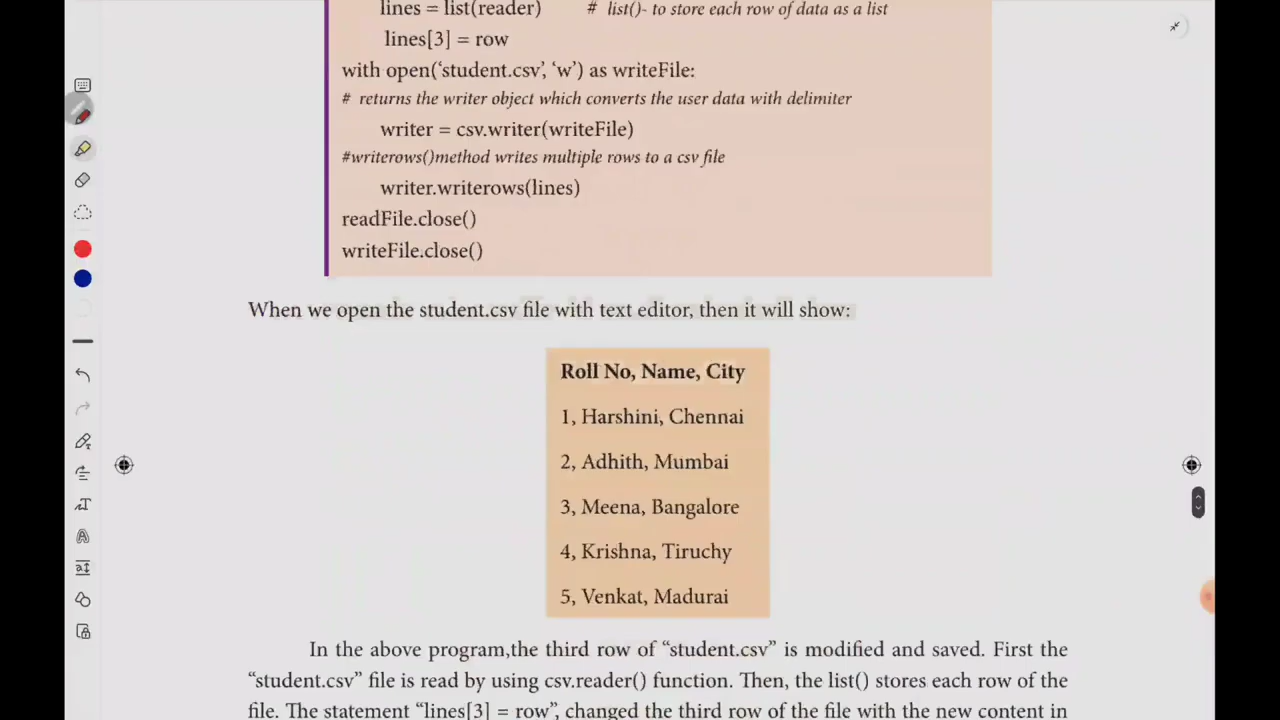 lines = list(reader) # list()- to store each row of data as a list
lines[3] = row
with open(‘student.csv’, ‘w’) as writeFile:
# returns the writer object which converts the user data with delimiter
writer = csv.writer(writeFile)
#writerows()method writes multiple rows to a csv file
writer.writerows(lines)
readFile.close()
writeFile.close()
When we open the student.csv file with text editor, then it will show:
Roll No, Name, City
1, Harshini, Chennai
2, Adhith, Mumbai
3, Meena, Bangalore
4, Krishna, Tiruchy
5, Venkat, Madurai
In the above program,the third row of “student.csv” is modified and saved. First the
“student.csv” file is read by using csv.reader() function. Then, the list() stores each row of the
file. The statement “lines[3] = row”, changed the third row of the file with the new content in